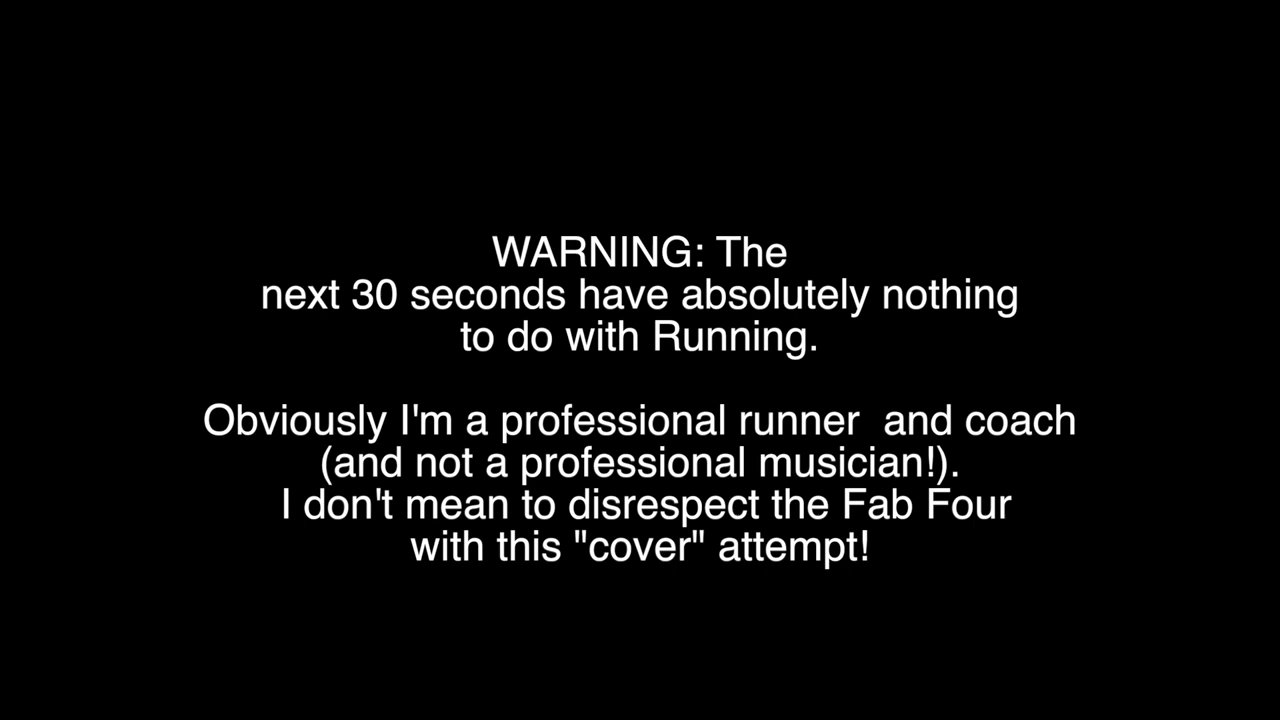 WARNING: The
next 30 seconds have absolutely nothing
to do with Running.
Obviously I'm a professional runner  and coach
(and not a professional musician!).
I don't mean to disrespect the Fab Four
with this "cover" attempt!